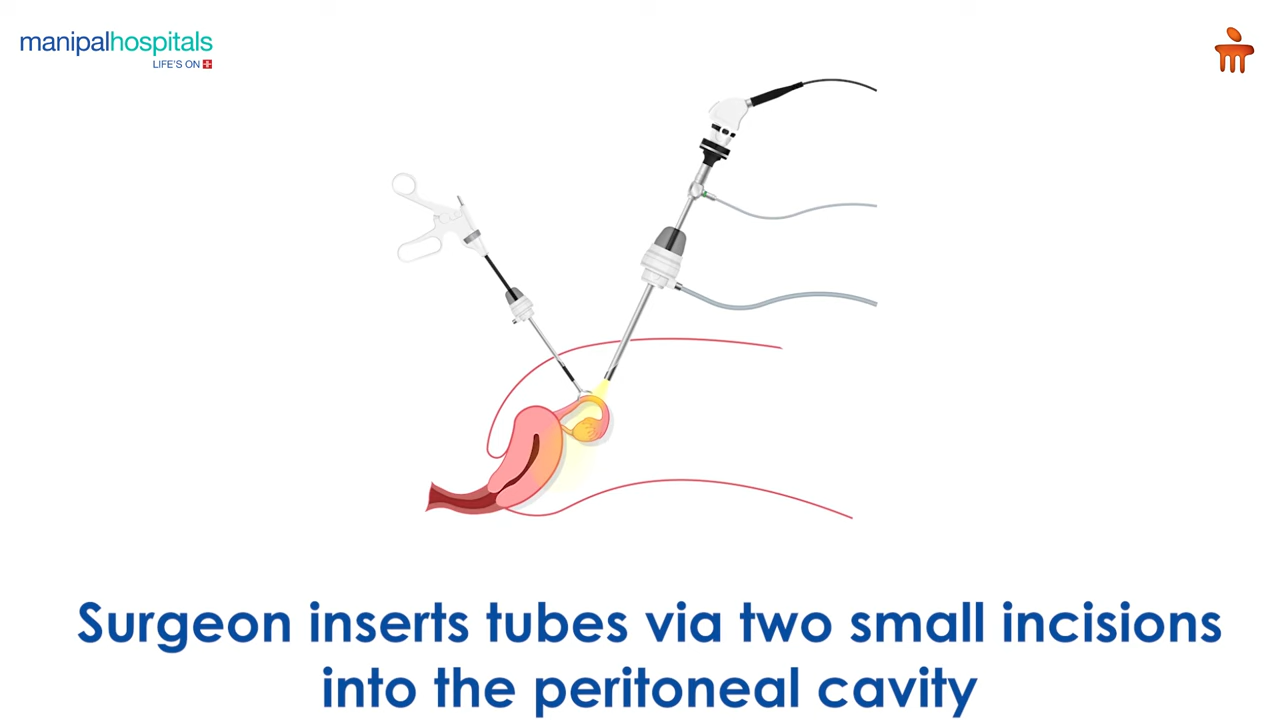 manipalhospitals
LIFE'S ON
Surgeon inserts tubes via two small incisions
into the peritoneal cavity